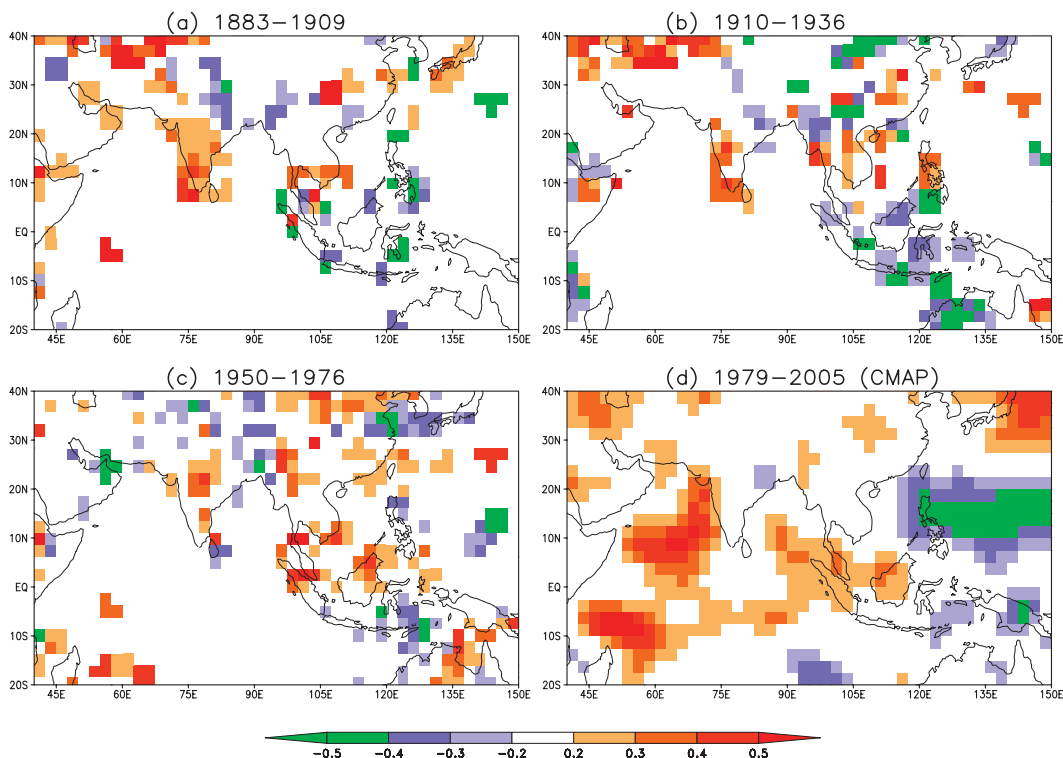 (a) 1883−1909
(b) 1910−1936
40N
30N
20N
10N
EQ
10S
20S
45E 60E 75E 90E 105E 120E 135E 150E
40N
30N
20N
10N
EQ
10S
20S
45E 60E 75E 90E 105E 120E 135E 150E
(c) 1950−1976
(d) 1979−2005 (CMAP)
40N
30N
20N
10N
EQ
10S
20S
45E 60E 75E 90E 105E 120E 135E 150E
40N
30N
20N
10N
EQ
10S
20S
45E 60E 75E 90E 105E 120E 135E 150E
−0.5 −0.4 −0.3 −0.2 0.2 0.3 0.4 0.5